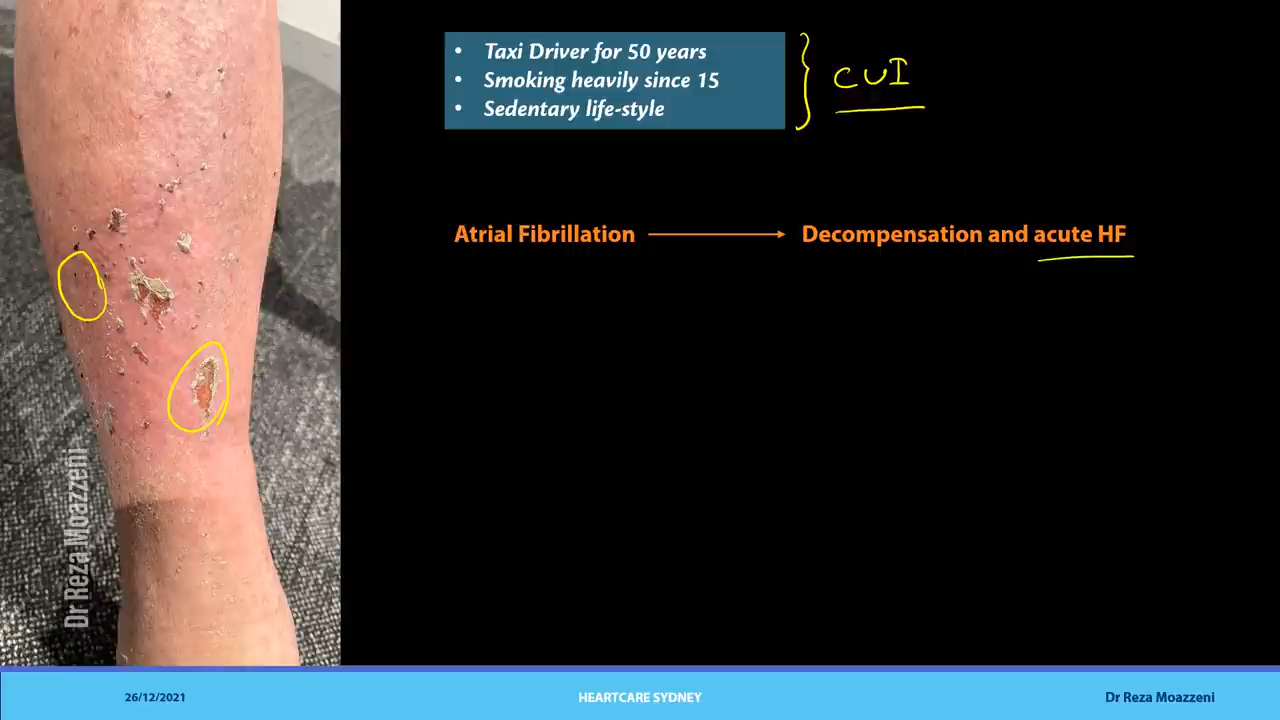 • Taxi Driver for 50 years
• Smoking heavily since 15
• Sedentary life-style
CVI
Atrial Fibrillation
Decompensation and acute HF
Dr Reza Moazzeni
26/12/2021
HEARTCARE SYDNEY
Dr Reza Moazzeni